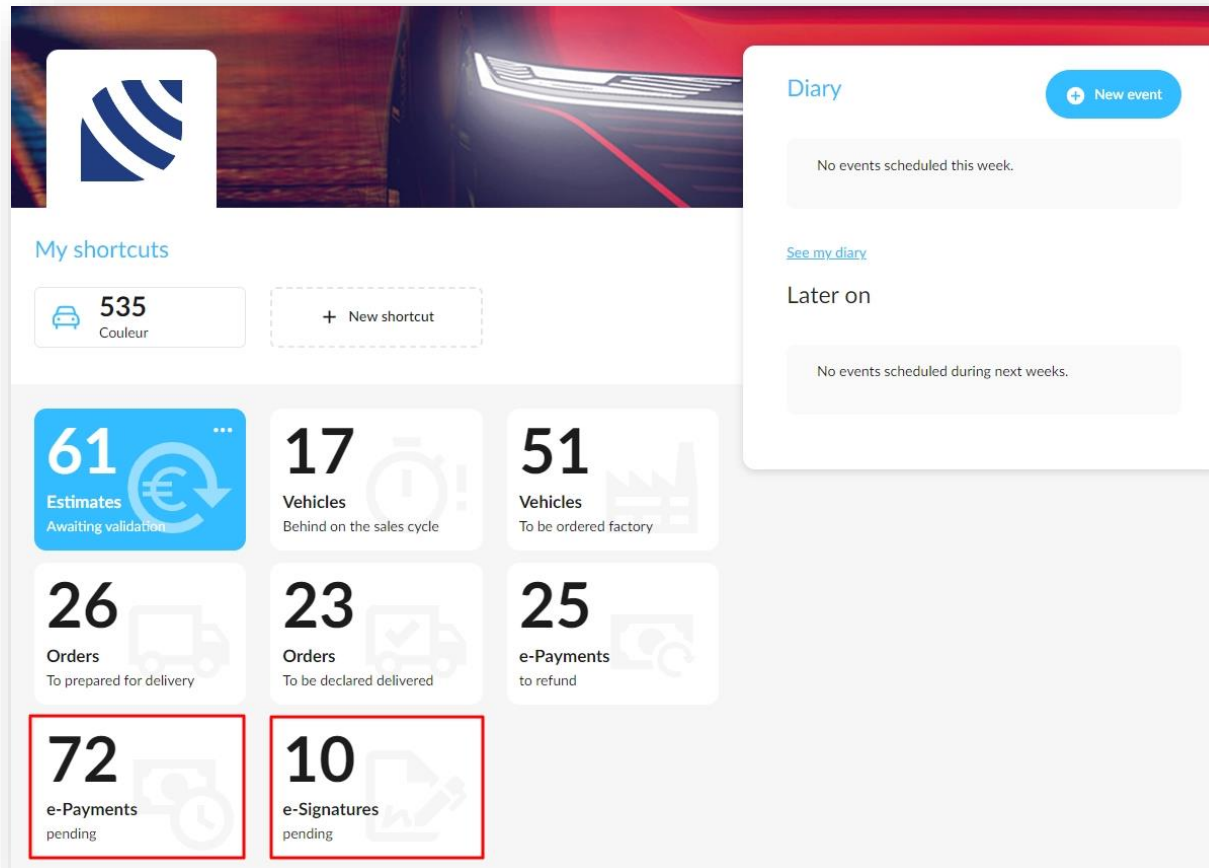 Diary
New event
No events scheduled this week.
See my diary
Later on
No events scheduled during next weeks.
My shortcuts
535
Couleur
+ New shortcut
61
Estimates
Awaiting validation
17
Vehicles
Behind on the sales cycle
51
Vehicles
To be ordered factory
26
Orders
To prepared for delivery
23
Orders
To be declared delivered
25
e-Payments
to refund
72
e-Payments
pending
10
e-Signatures
pending